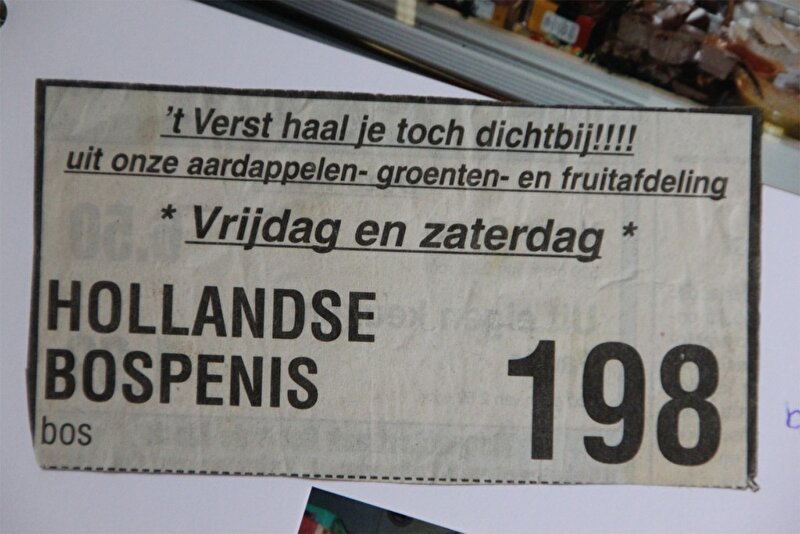 't Verst haal je toch dichtbij!!!!
uit onze aardappelen- groenten- en fruitafdeling
* Vrijdag en zaterdag *
HOLLANDSE
BOSPENIS
bos
198